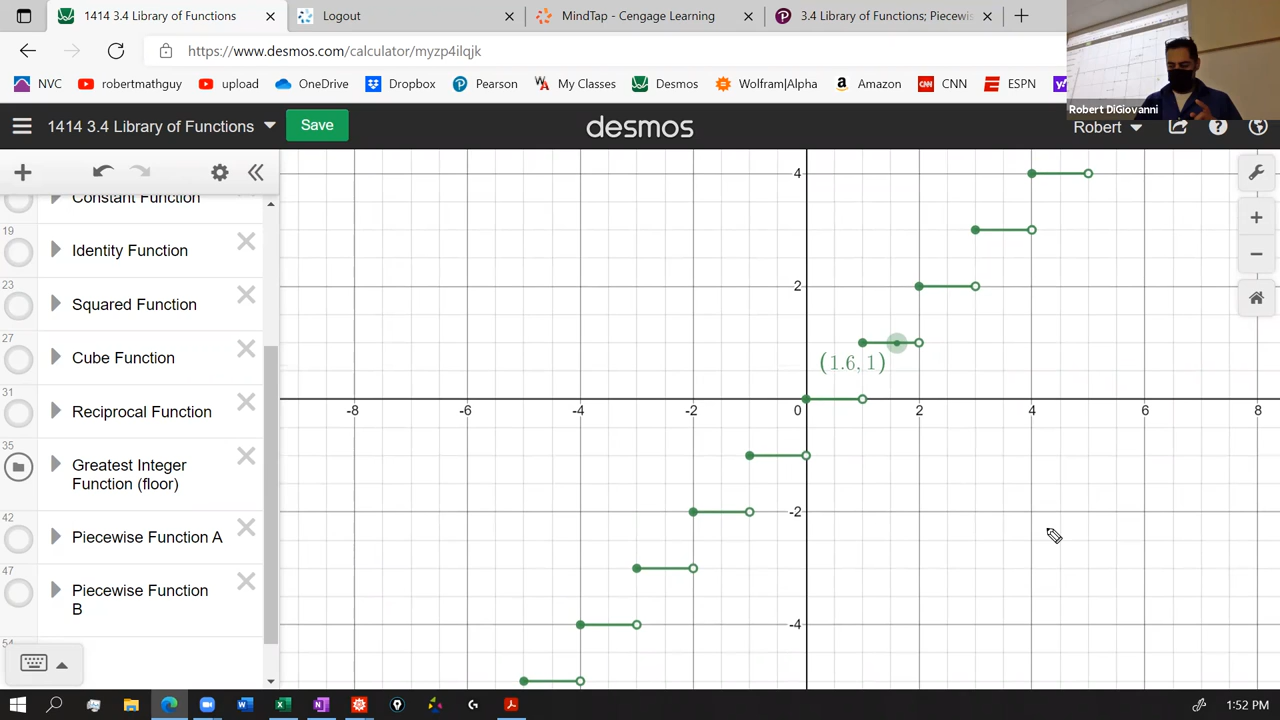 1414 3.4 Library of Functions
Logout
MindTap - Cengage Learning
3.4 Library of Functions; Piecewis
https://www.desmos.com/calculator/myzp4ilqjk
NVC
robertmathguy
upload
OneDrive
Dropbox
Pearson
My Classes
Desmos
Wolfram|Alpha
Amazon
CNN
ESPN
Robert DiGiovanni
1414 3.4 Library of Functions
Save
desmos
Robert
Constant Function
19
Identity Function
23
Squared Function
27
Cube Function
31
Reciprocal Function
35
Greatest Integer
Function (floor)
42
Piecewise Function A
47
Piecewise Function
B
54
4
2
(1.6, 1)
-8
-6
-4
-2
0
2
4
6
8
-2
-4
1:52 PM